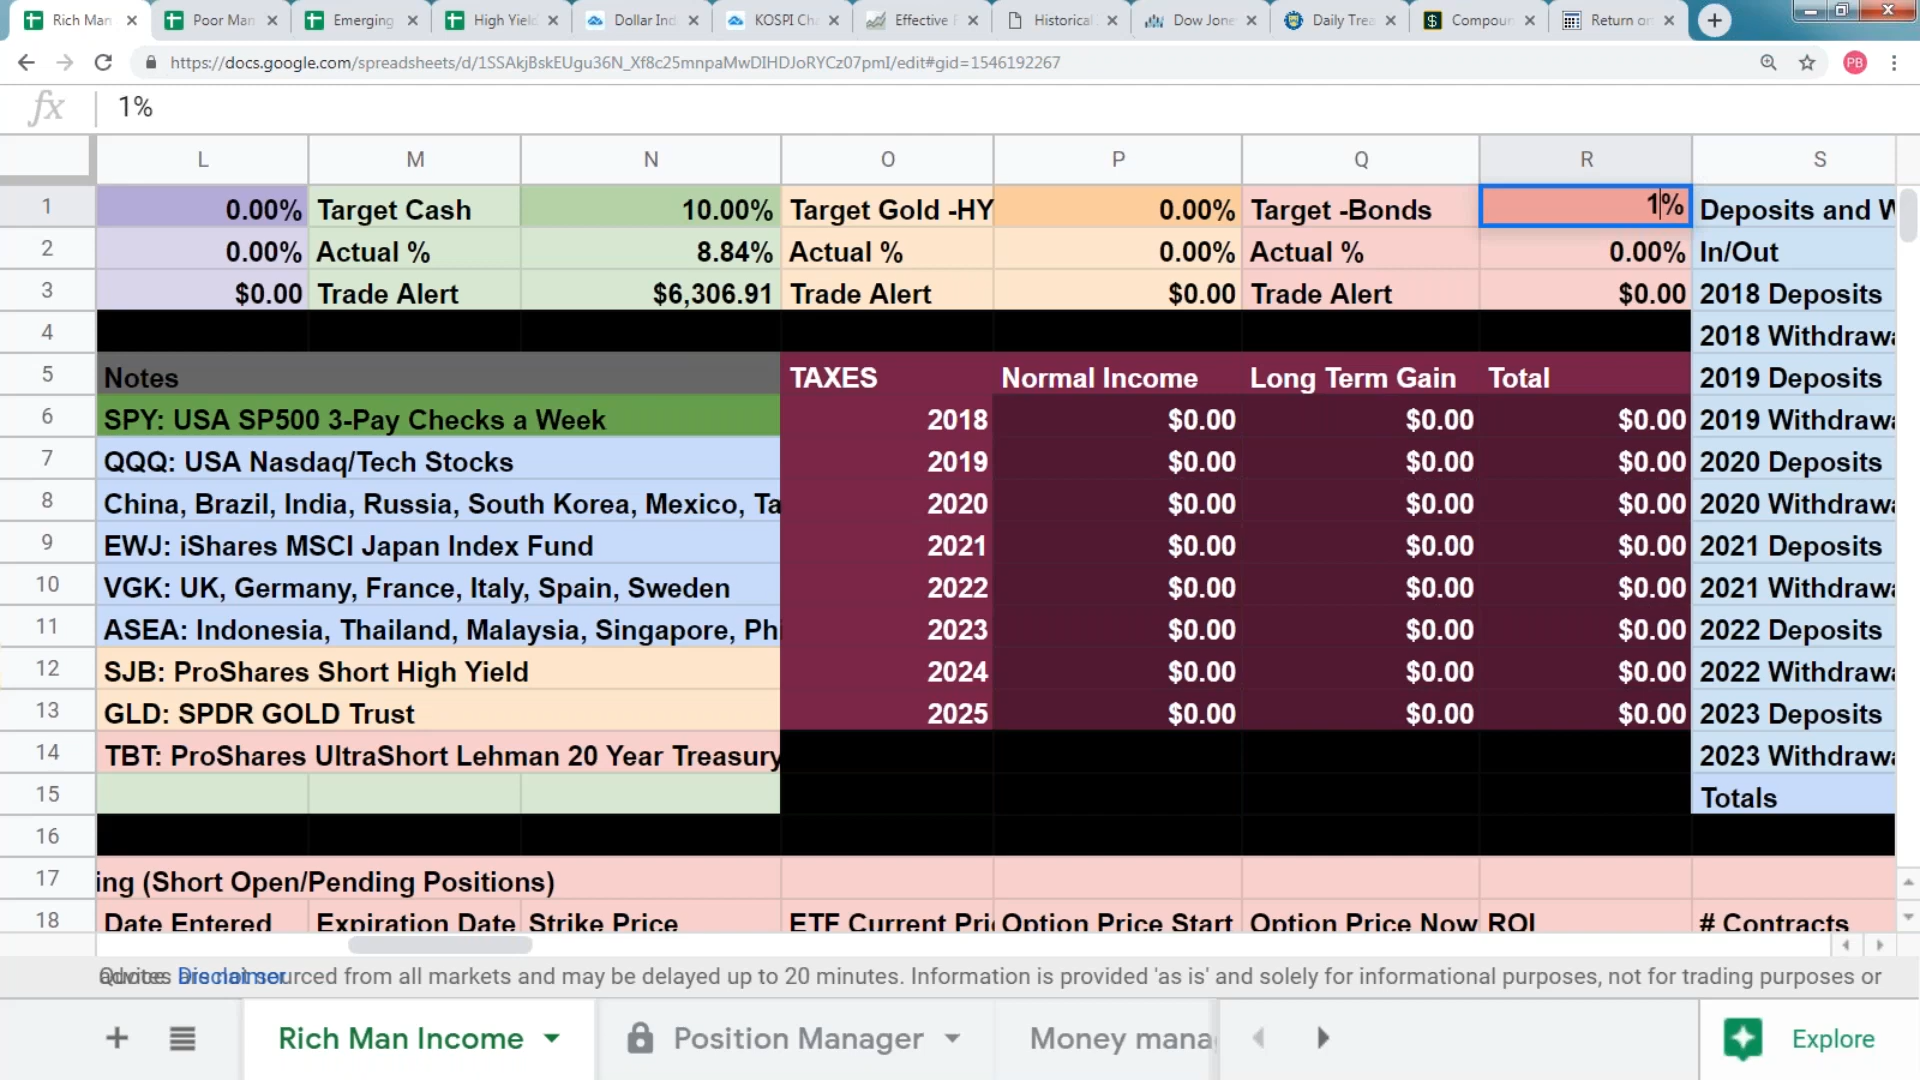 Rich Man
Poor Man
Emerging
High Yield
Dollar Ind
KOSPI Ch
Effective
Historical
Dow Jone
Daily Trea
Compoun
Return on
https://docs.google.com/spreadsheets/d/1SSAkjBskEUgu36N_Xf8c25mnpaMwDIHDJoRYCz07pmI/edit#gid=1546192267
PB
fx 1%
L M N O P Q R S
1 0.00% Target Cash 10.00% Target Gold -HY 0.00% Target -Bonds 1% Deposits and W
2 0.00% Actual % 8.84% Actual % 0.00% Actual % 0.00% In/Out
3 $0.00 Trade Alert $6,306.91 Trade Alert $0.00 Trade Alert $0.00 2018 Deposits
4 2018 Withdrawa
5 Notes TAXES Normal Income Long Term Gain Total 2019 Deposits
6 SPY: USA SP500 3-Pay Checks a Week 2018 $0.00 $0.00 $0.00 2019 Withdrawa
7 QQQ: USA Nasdaq/Tech Stocks 2019 $0.00 $0.00 $0.00 2020 Deposits
8 China, Brazil, India, Russia, South Korea, Mexico, Ta 2020 $0.00 $0.00 $0.00 2020 Withdrawa
9 EWJ: iShares MSCI Japan Index Fund 2021 $0.00 $0.00 $0.00 2021 Deposits
10 VGK: UK, Germany, France, Italy, Spain, Sweden 2022 $0.00 $0.00 $0.00 2021 Withdrawa
11 ASEA: Indonesia, Thailand, Malaysia, Singapore, Phi 2023 $0.00 $0.00 $0.00 2022 Deposits
12 SJB: ProShares Short High Yield 2024 $0.00 $0.00 $0.00 2022 Withdrawa
13 GLD: SPDR GOLD Trust 2025 $0.00 $0.00 $0.00 2023 Deposits
14 TBT: ProShares UltraShort Lehman 20 Year Treasury 2023 Withdrawa
15 Totals
16
17 ing (Short Open/Pending Positions)
18 Date Entered Expiration Date Strike Price ETF Current Pri Option Price Start Option Price Now ROI # Contracts
Disclaimer sourced from all markets and may be delayed up to 20 minutes. Information is provided 'as is' and solely for informational purposes, not for trading purposes or
Rich Man Income Position Manager Money mana Explore